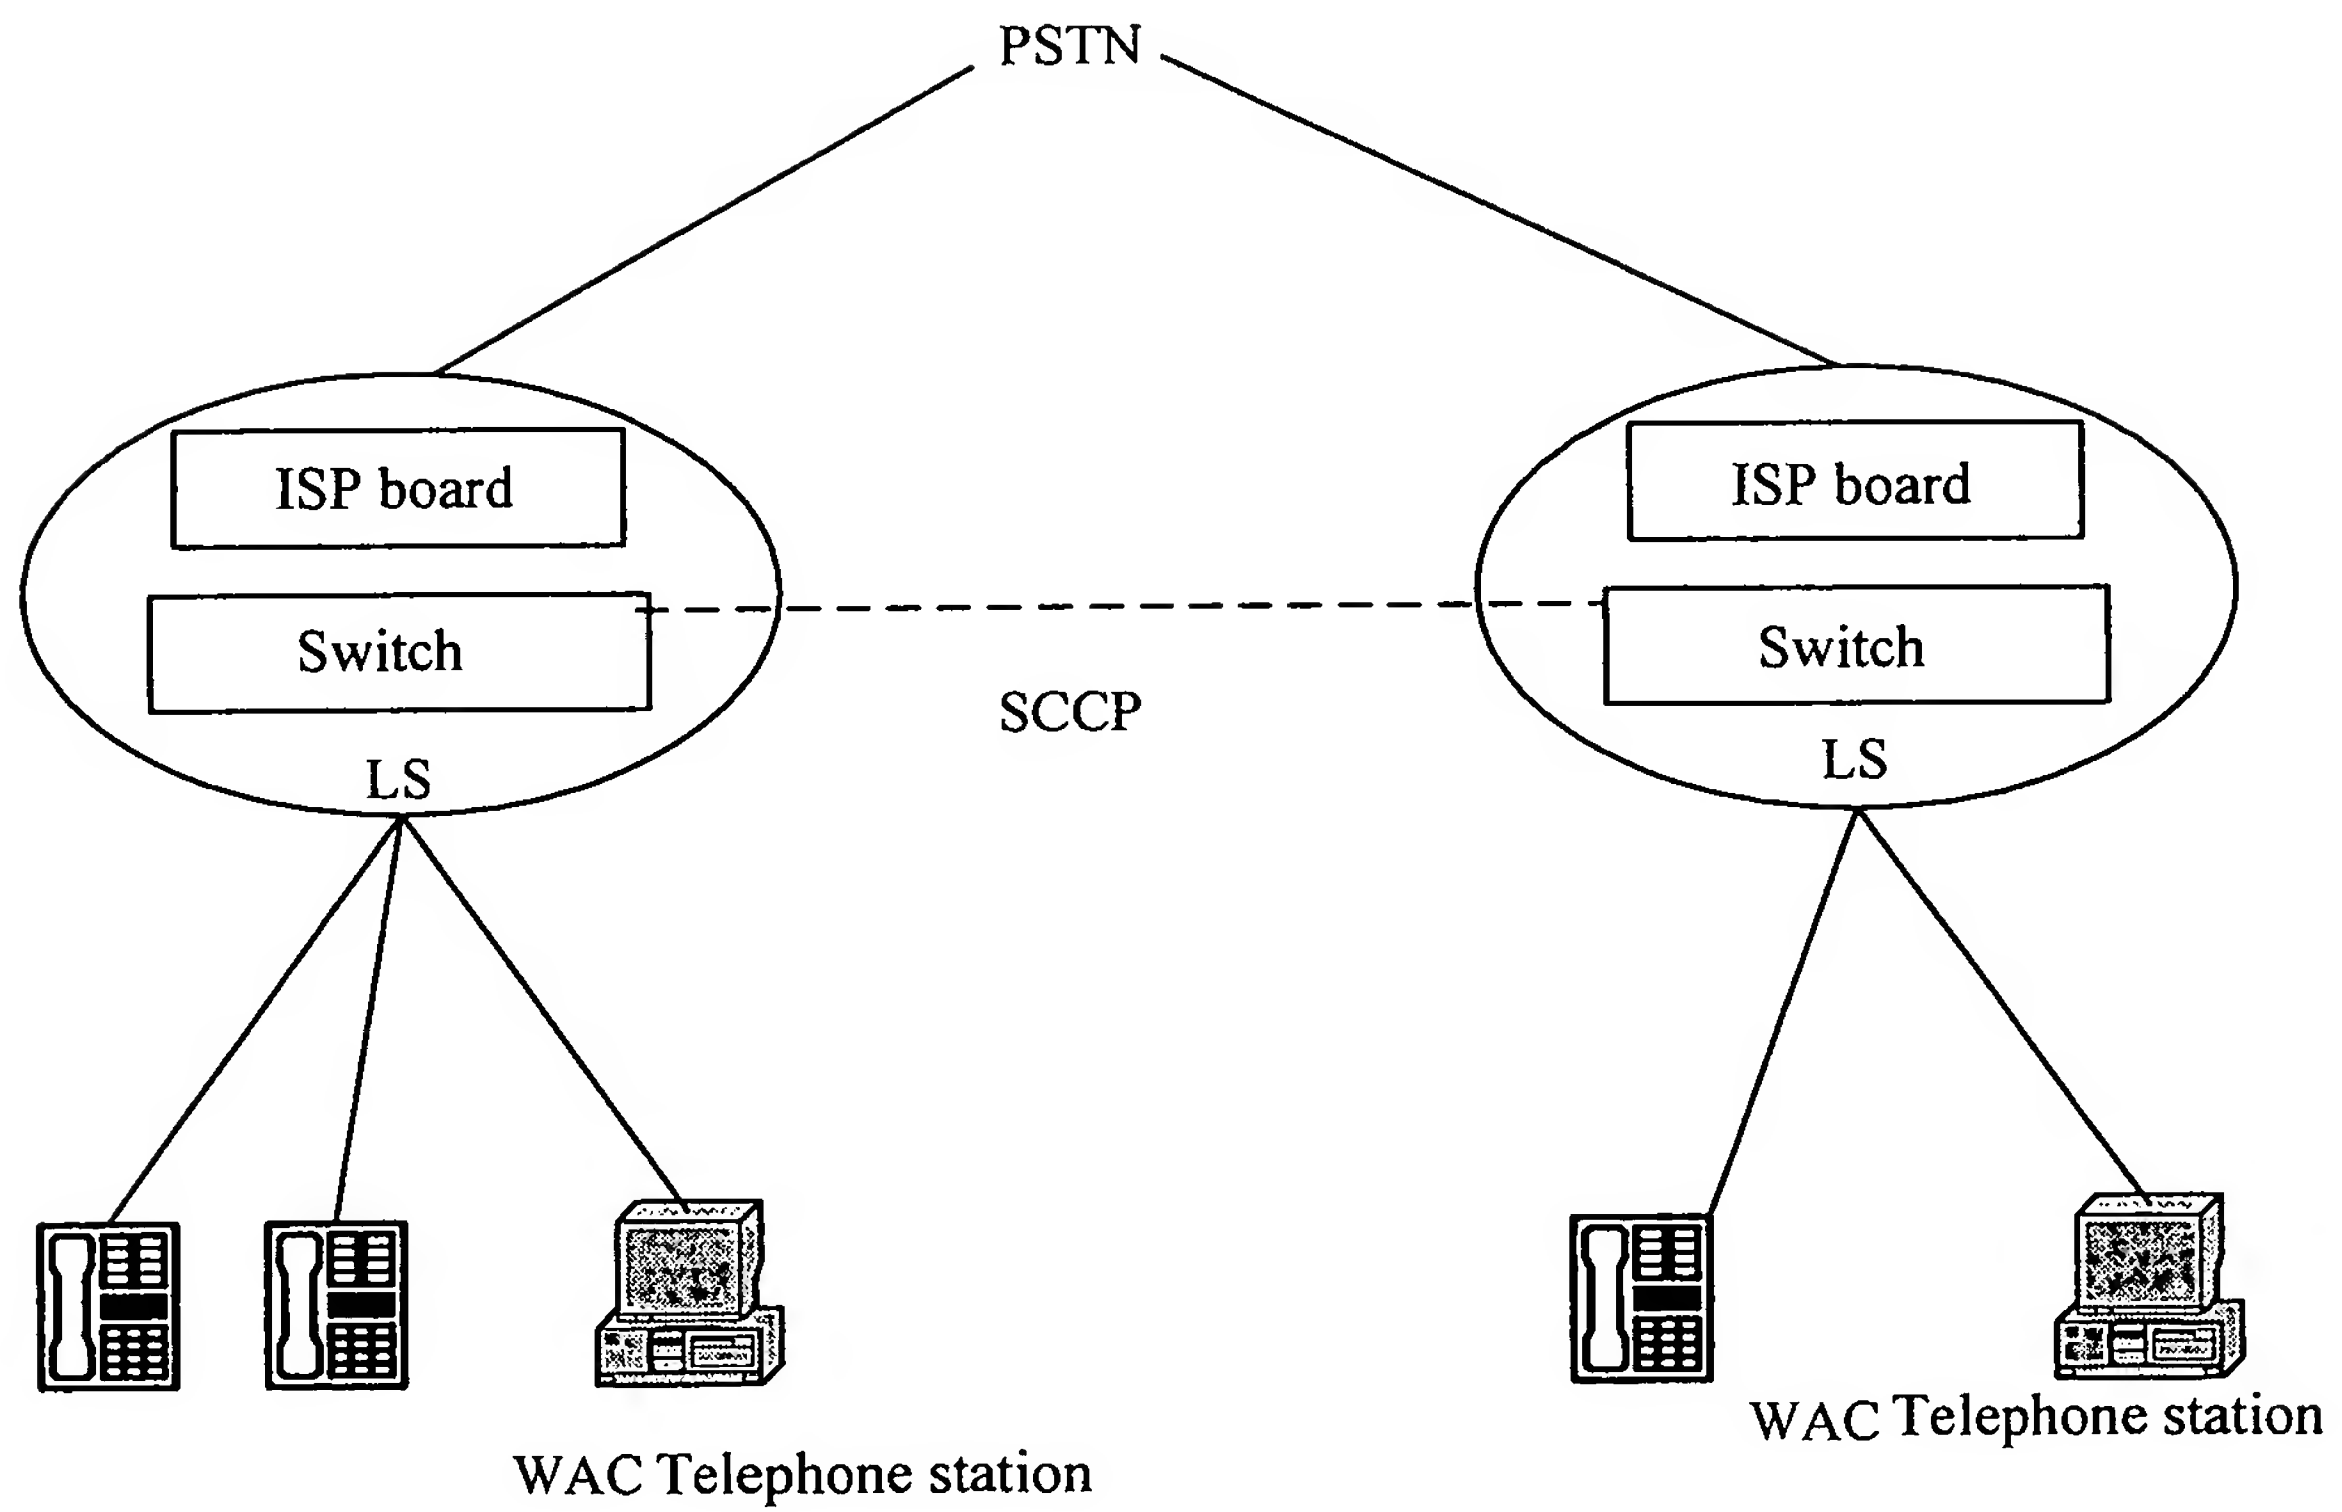 PSTN
ISP board
ISP board
Switch
Switch
SCCP
LS
LS
WAC Telephone station
WAC Telephone station